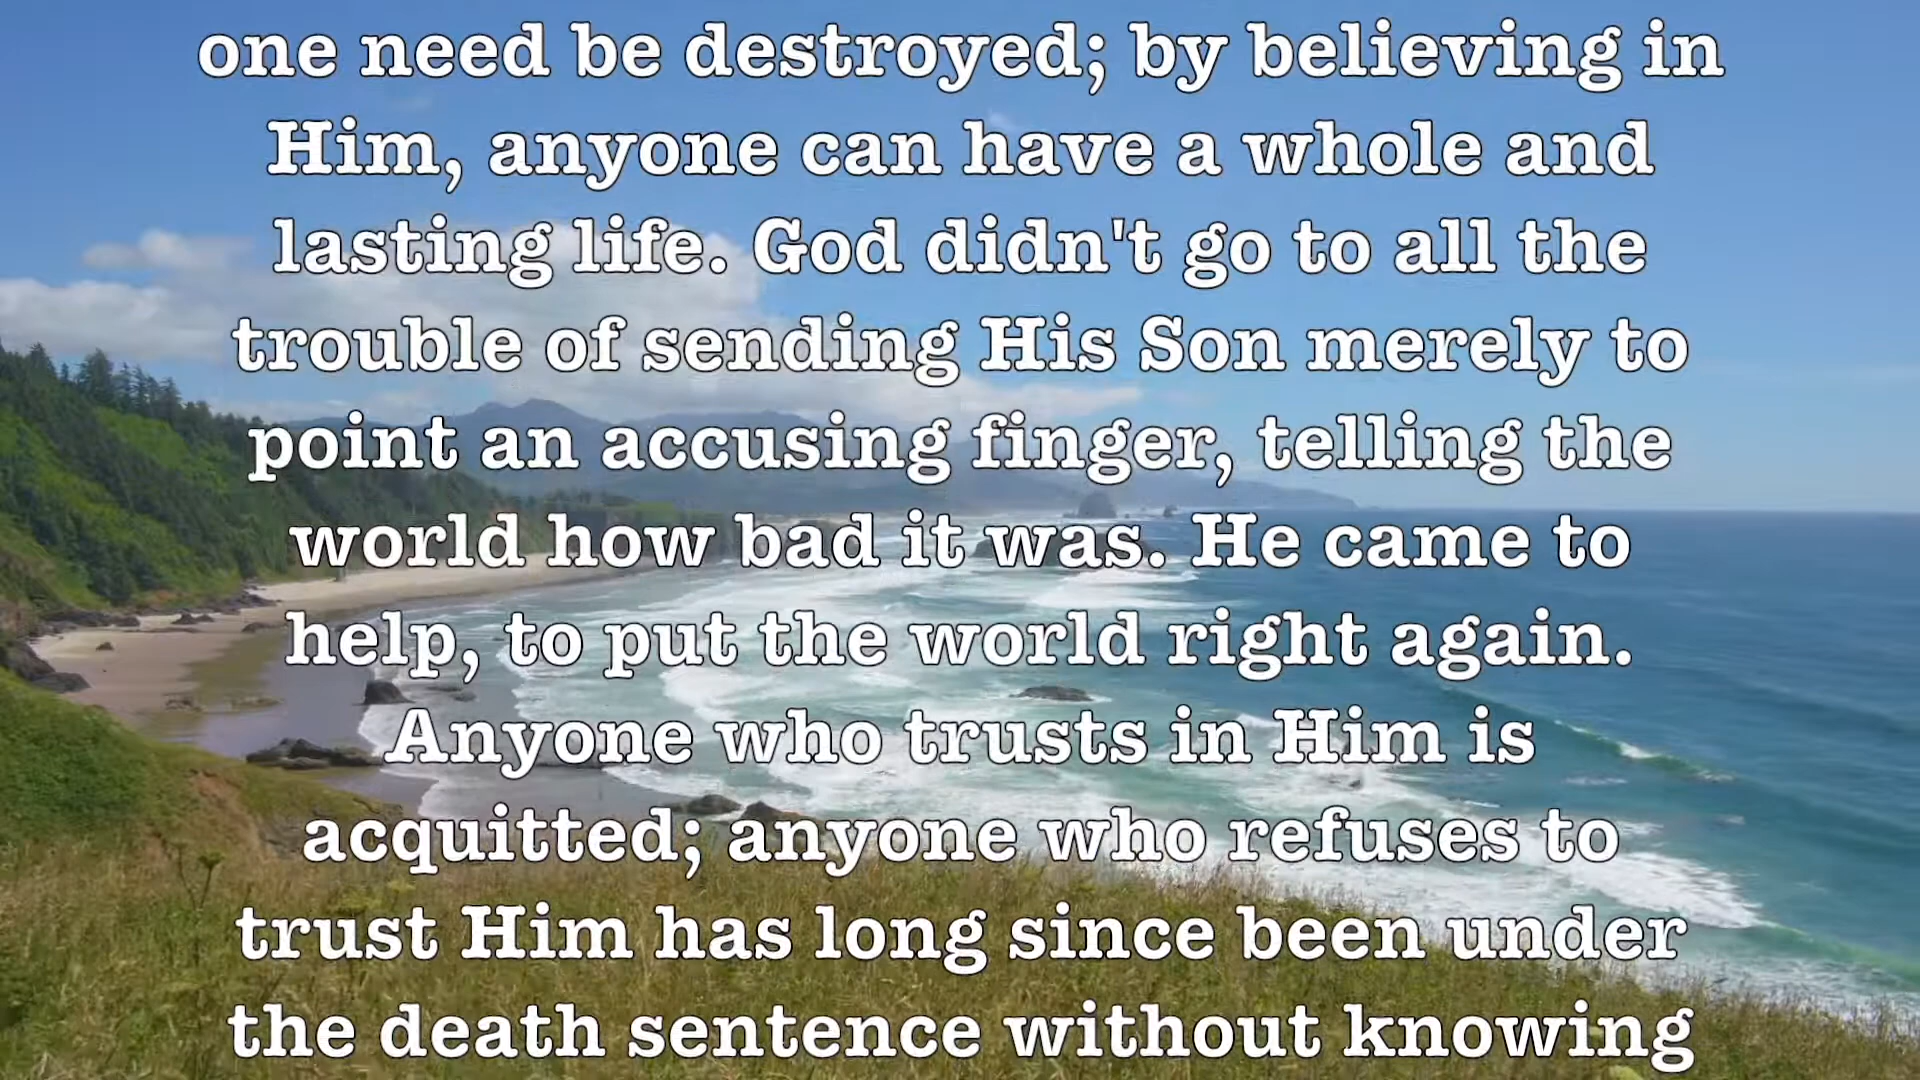 one need be destroyed; by believing in
Him, anyone can have a whole and
lasting life. God didn't go to all the
trouble of sending His Son merely to
point an accusing finger, telling the
world how bad it was. He came to
help, to put the world right again.
Anyone who trusts in Him is
acquitted; anyone who refuses to
trust Him has long since been under
the death sentence without knowing